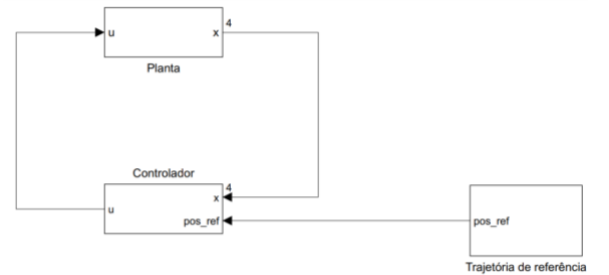 4
u
x
Planta
Controlador
4
x
u
pos_ref
pos_ref
Trajetória de referência